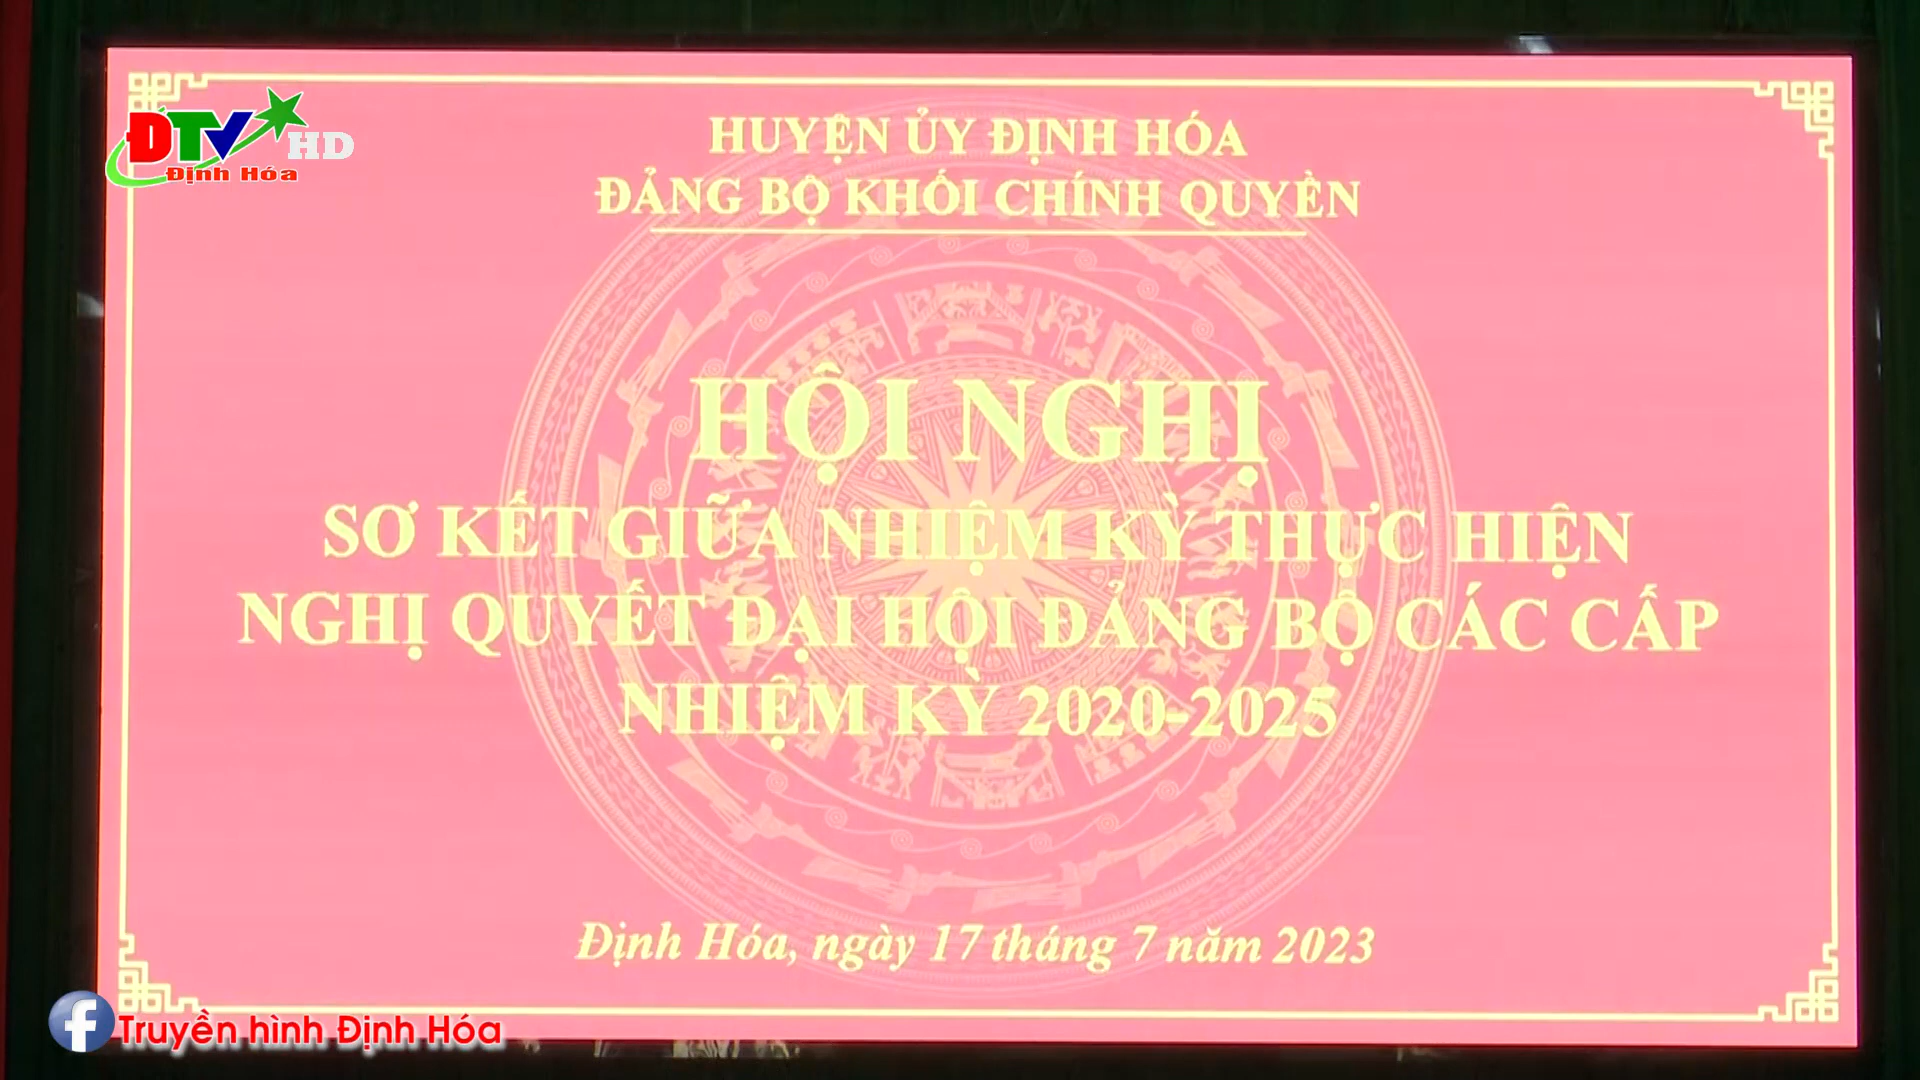 ĐTV HD
Định Hóa
HUYỆN ỦY ĐỊNH HÓA
ĐẢNG BỘ KHỐI CHÍNH QUYỀN
HỘI NGHỊ
SƠ KẾT GIỮA NHIỆM KỲ THỰC HIỆN
NGHỊ QUYẾT ĐẠI HỘI ĐẢNG BỘ CÁC CẤP
NHIỆM KỲ 2020-2025
Định Hóa, ngày 17 tháng 7 năm 2023
f Truyền hình Định Hóa